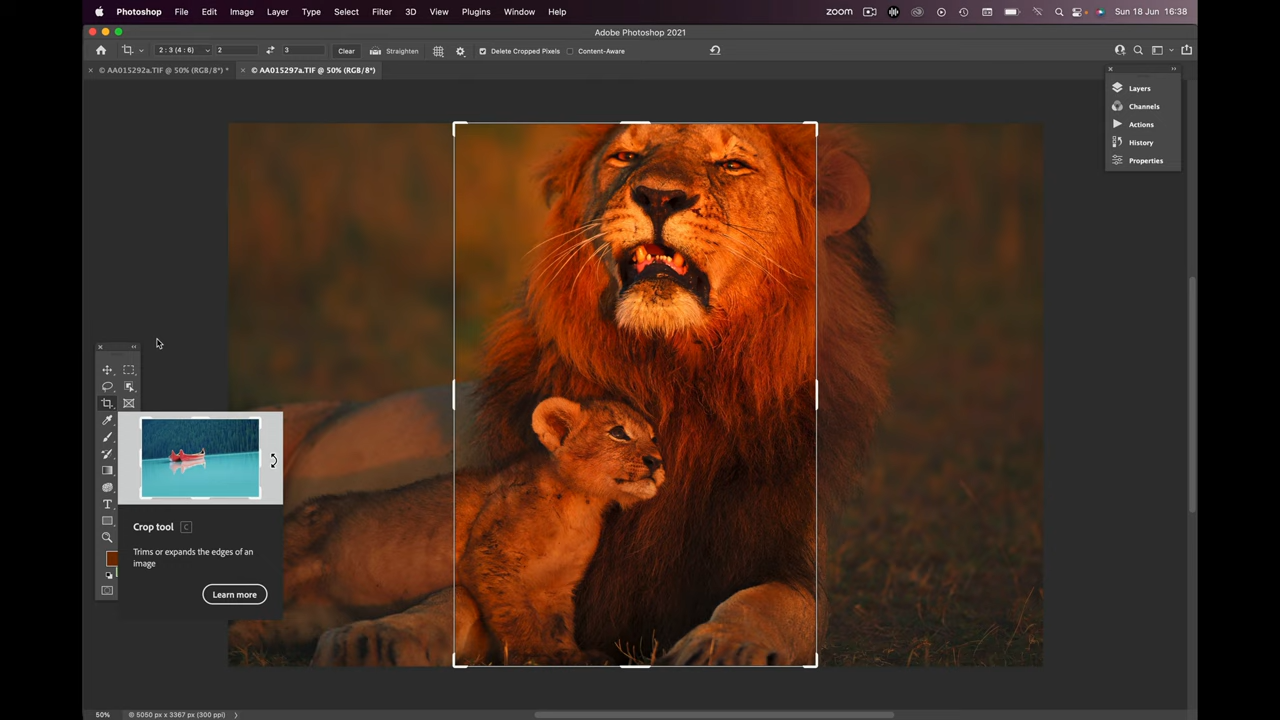 Photoshop File Edit Image Layer Type Select Filter 3D View Plugins Window Help zoom Sun 18 Jun 16:38
Adobe Photoshop 2021
2 : 3 (4 : 6) 2 3 Clear Straighten Delete Cropped Pixels Content-Aware
AA015292a.TIF @ 50% (RGB/8*) * AA015297a.TIF @ 50% (RGB/8*)
Layers
Channels
Actions
History
Properties
T
Crop tool C
Trims or expands the edges of an
image
Learn more
50% 5050 px x 3367 px (300 ppi)